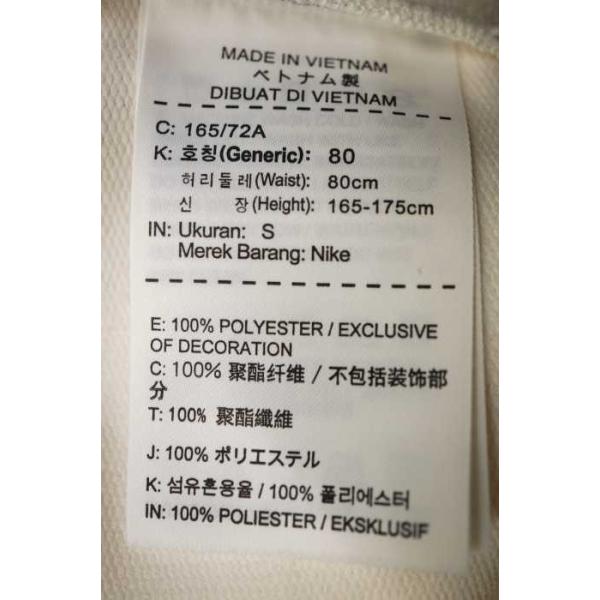 MADE IN VIETNAM
ベトナム製
DIBUAT DI VIETNAM
C: 165/72A
K: 호칭(Generic): 80
허리둘레(Waist): 80cm
신 장(Height): 165-175cm
IN: Ukuran: S
Merek Barang: Nike
E: 100% POLYESTER / EXCLUSIVE
OF DECORATION
C: 100% 聚酯纤维 / 不包括装饰部
分
T: 100% 聚酯纖維
J: 100% ポリエステル
K: 섬유혼용율 / 100% 폴리에스터
IN: 100% POLIESTER / EKSKLUSIF